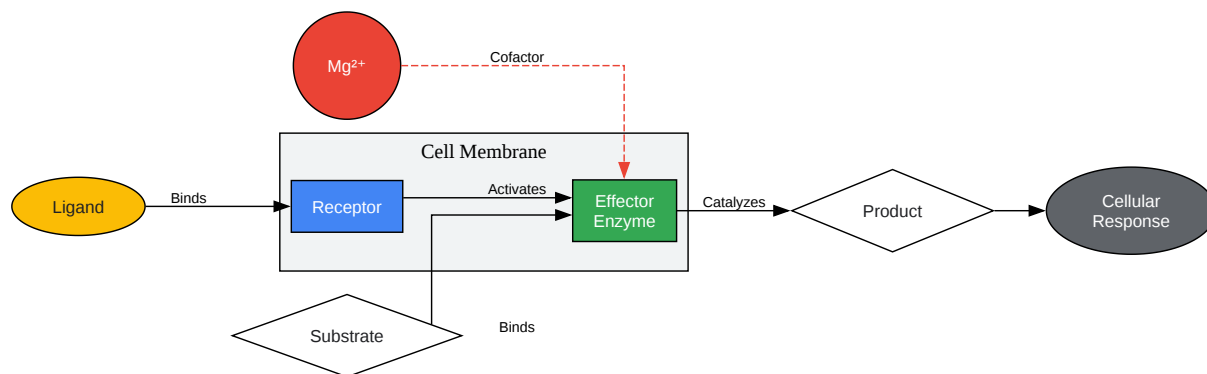 Mg²⁺
Cofactor
Cell Membrane
Ligand
Binds
Receptor
Activates
Effector
Enzyme
Catalyzes
Product
Cellular
Response
Substrate
Binds